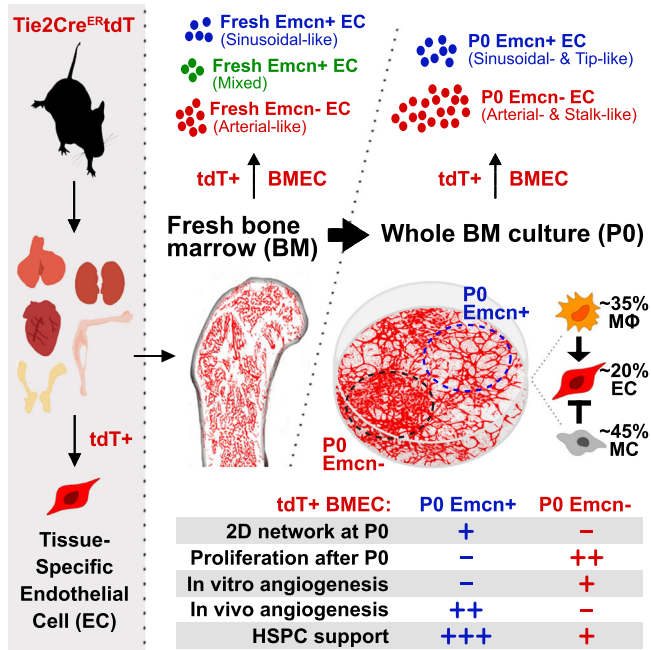 Tie2Cre^ER tdT
Fresh Emcn+ EC
(Sinusoidal-like)
Fresh Emcn+ EC
(Mixed)
Fresh Emcn- EC
(Arterial-like)
P0 Emcn+ EC
(Sinusoidal- & Tip-like)
P0 Emcn- EC
(Arterial- & Stalk-like)
tdT+ BMEC
tdT+ BMEC
Fresh bone
marrow (BM)
Whole BM culture (P0)
P0
Emcn+
P0
Emcn-
~35%
MΦ
~20%
EC
~45%
MC
tdT+
Tissue-
Specific
Endothelial
Cell (EC)
tdT+ BMEC: P0 Emcn+ P0 Emcn-
2D network at P0 + −
Proliferation after P0 − ++
In vitro angiogenesis − +
In vivo angiogenesis ++ −
HSPC support +++ +